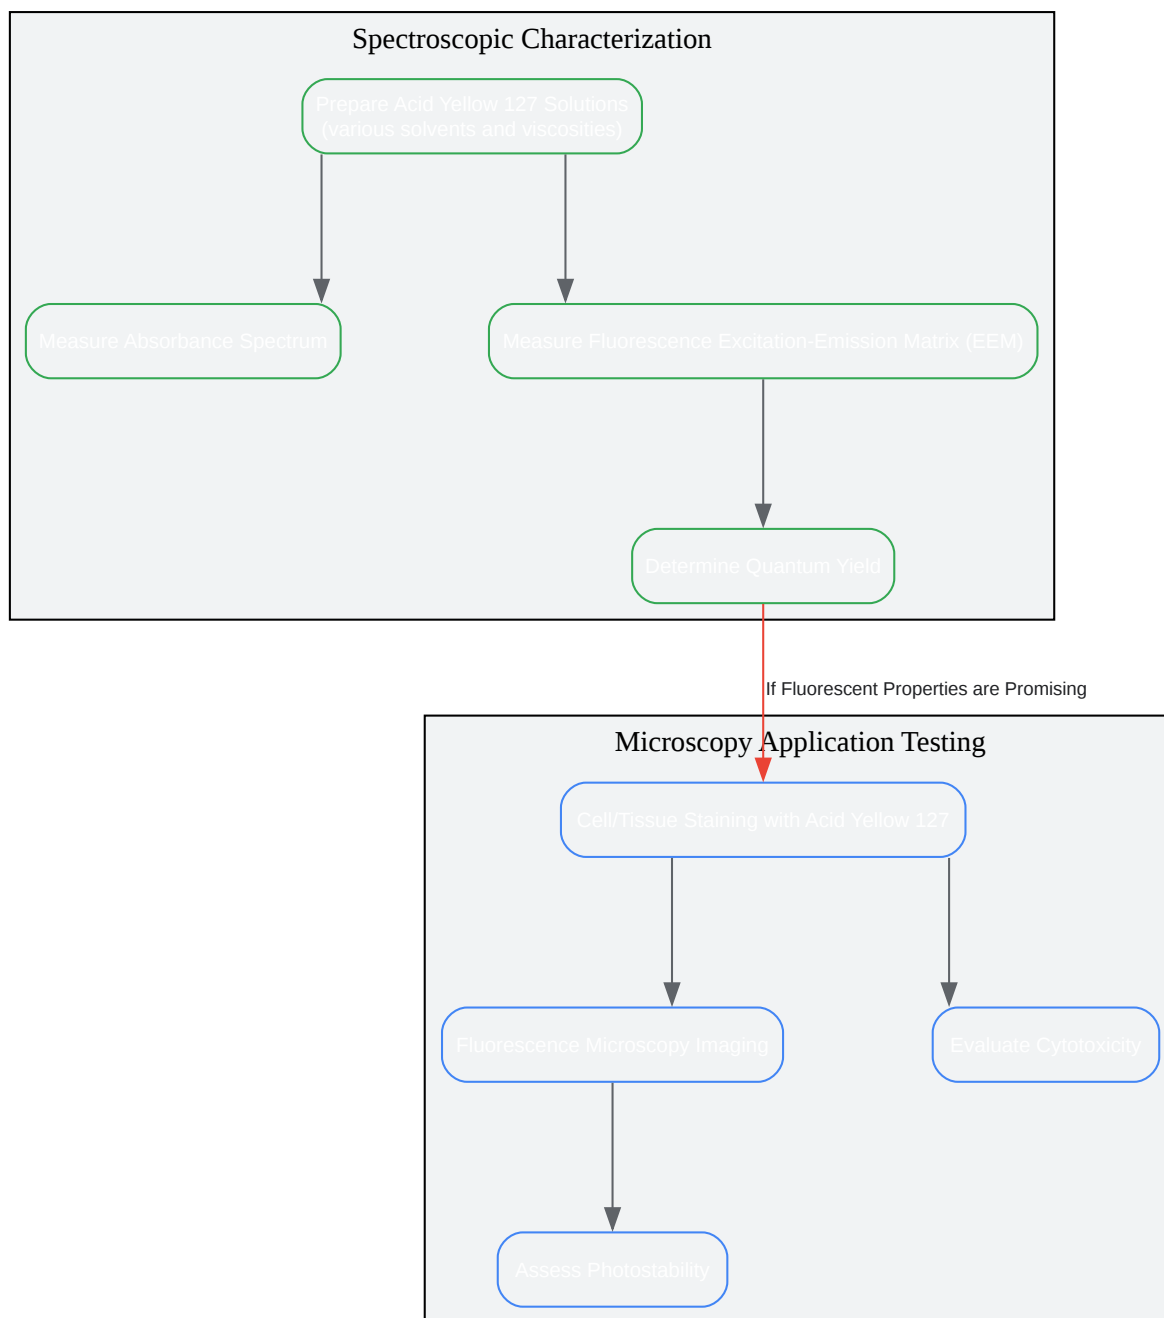 Spectroscopic Characterization
Prepare Acid Yellow 127 Solutions
(various solvents and viscosities)
Measure Absorbance Spectrum
Measure Fluorescence Excitation-Emission Matrix (EEM)
Determine Quantum Yield
If Fluorescent Properties are Promising
Microscopy Application Testing
Cell/Tissue Staining with Acid Yellow 127
Fluorescence Microscopy Imaging
Evaluate Cytotoxicity
Assess Photostability